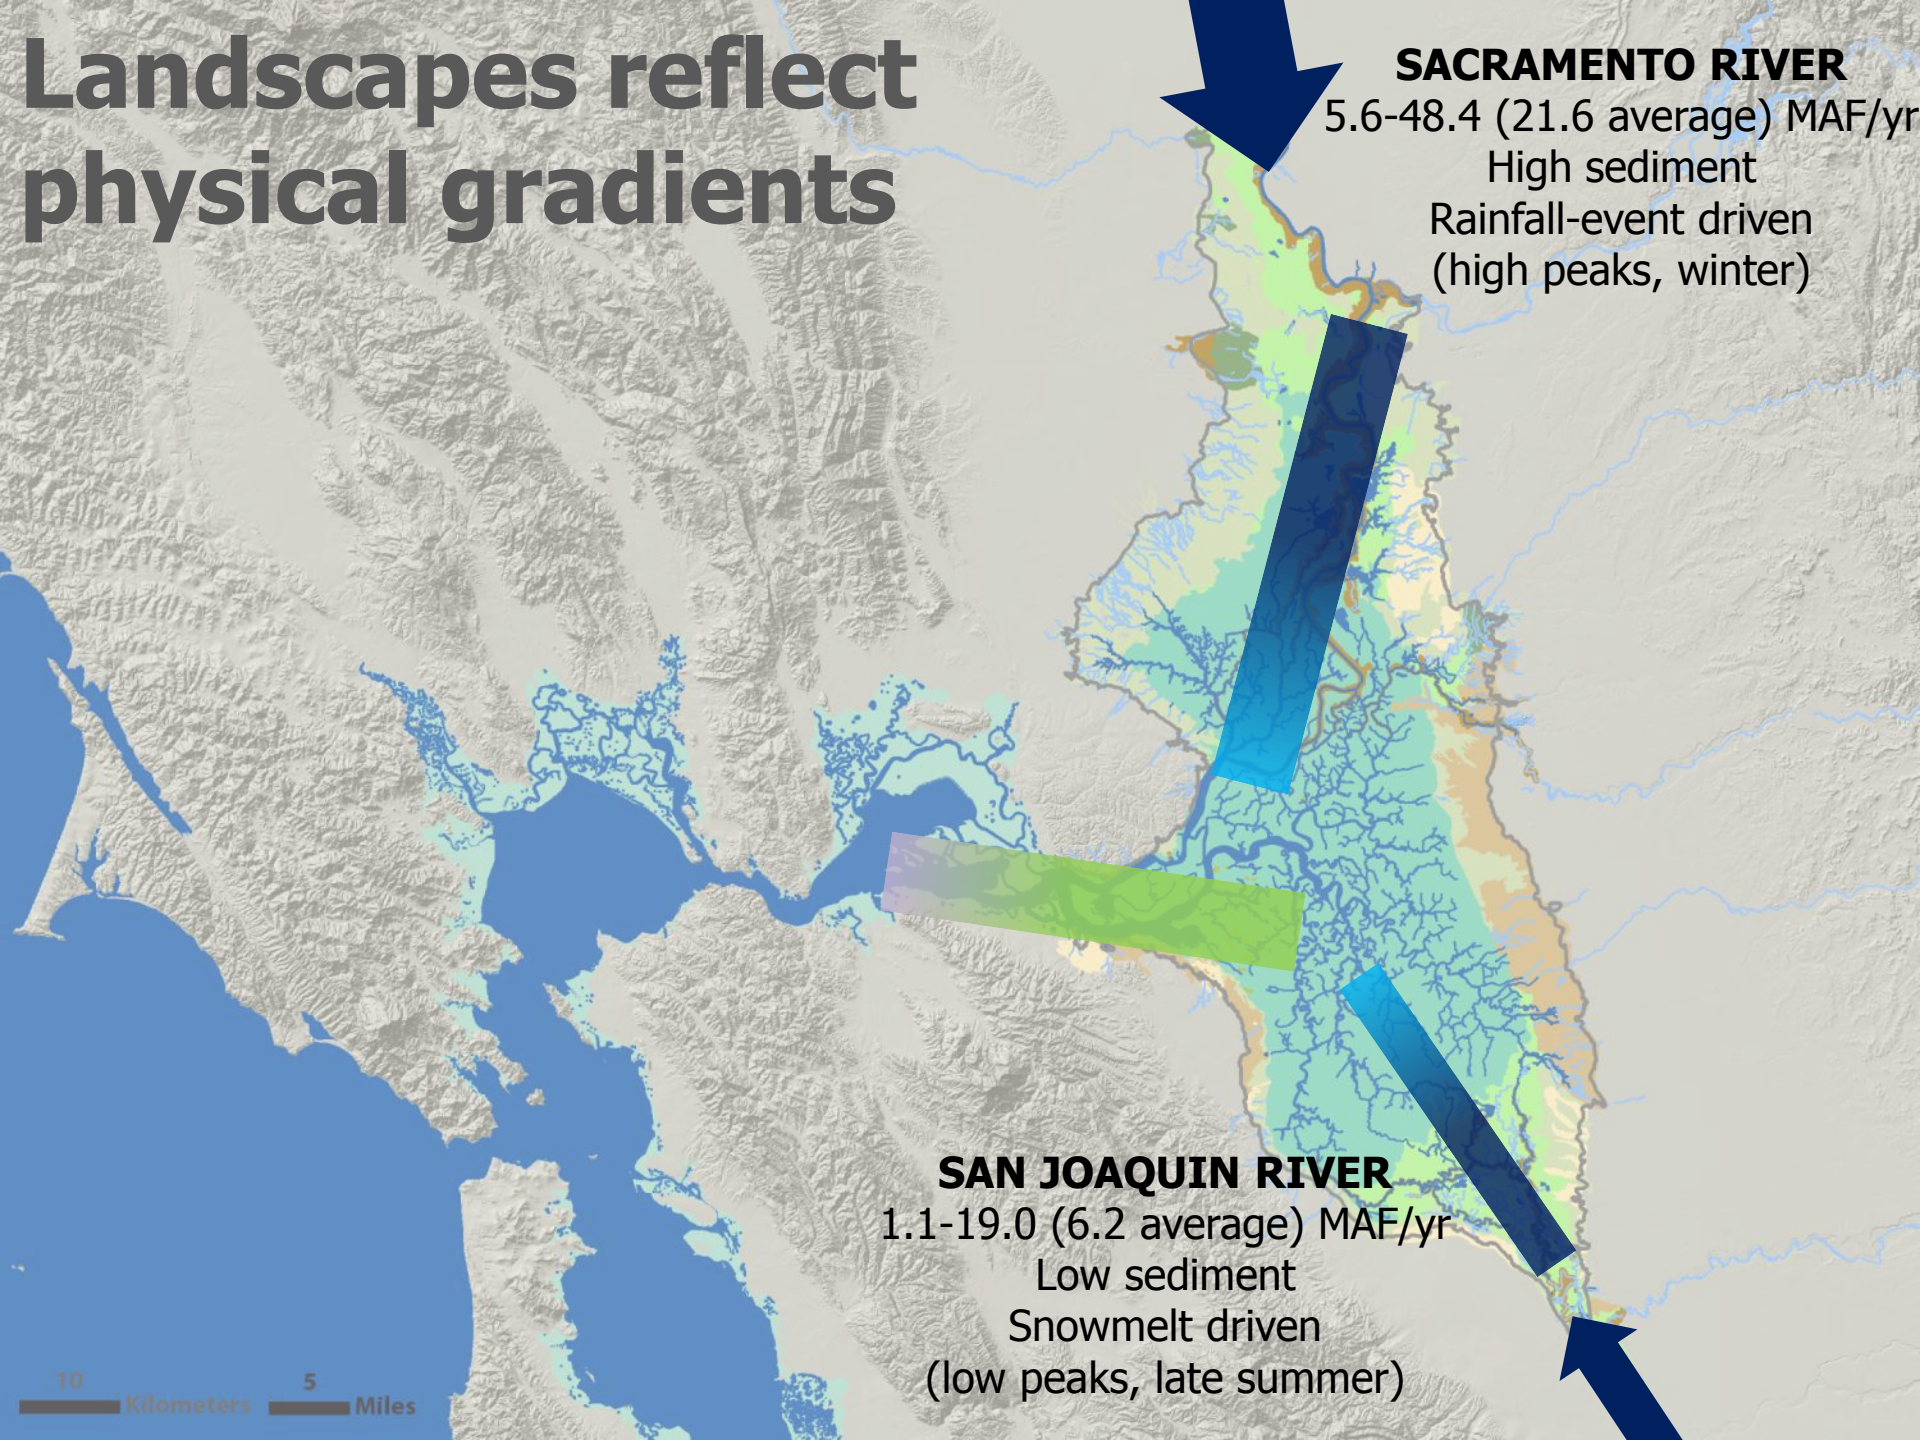 Landscapes reflect
physical gradients
SACRAMENTO RIVER
5.6-48.4 (21.6 average) MAF/yr
High sediment
Rainfall-event driven
(high peaks, winter)
SAN JOAQUIN RIVER
1.1-19.0 (6.2 average) MAF/yr
Low sediment
Snowmelt driven
(low peaks, late summer)
10 Kilometers 5 Miles